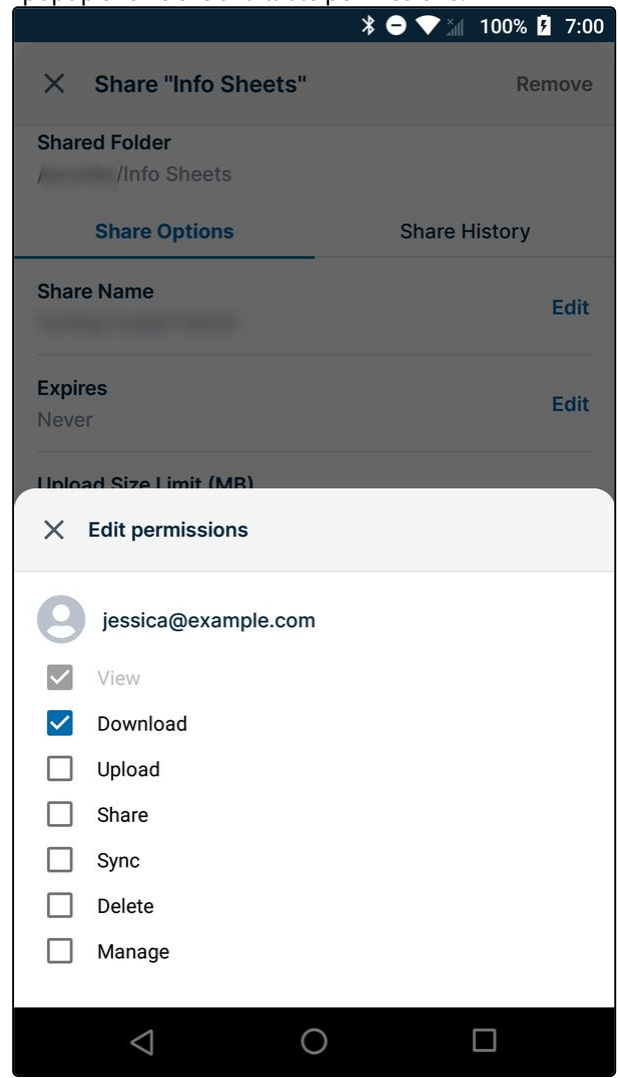 100% 7:00
Share "Info Sheets" Remove
Shared Folder
/Info Sheets
Share Options Share History
Share Name
Edit
Expires
Never Edit
Upload Size Limit (MB)
Edit permissions
jessica@example.com
View
Download
Upload
Share
Sync
Delete
Manage